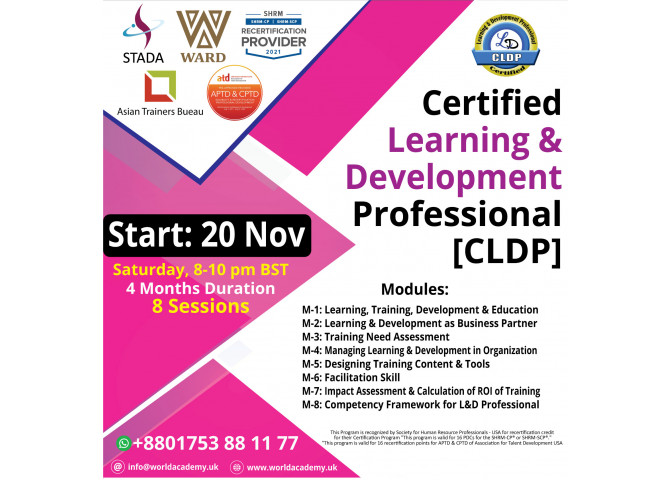 STADA
WARD
SHRM
SHRM-CP | SHRM-SCP
RECERTIFICATION
PROVIDER
2021
Asian Trainers Bueau
atd
APTD & CPTD
Learning & Development Professional
LD
CLDP
Certified
Certified
Learning &
Development
Professional
[CLDP]
Start: 20 Nov
Saturday, 8-10 pm BST
4 Months Duration
8 Sessions
Modules:
M-1: Learning, Training, Development & Education
M-2: Learning & Development as Business Partner
M-3: Training Need Assessment
M-4: Managing Learning & Development in Organization
M-5: Designing Training Content & Tools
M-6: Facilitation Skill
M-7: Impact Assessment & Calculation of ROI of Training
M-8: Competency Framework for L&D Professional
This Program is recognized by Society for Human Resource Professionals - USA for recertification credit
for their Certification Program "This program is valid for 16 PDCs for the SHRM-CP® or SHRM-SCP®."
"This program is valid for 16 recertification points for APTD & CPTD of Association for Talent Development USA
+8801753 88 11 77
info@worldacademy.uk
www.worldacademy.uk